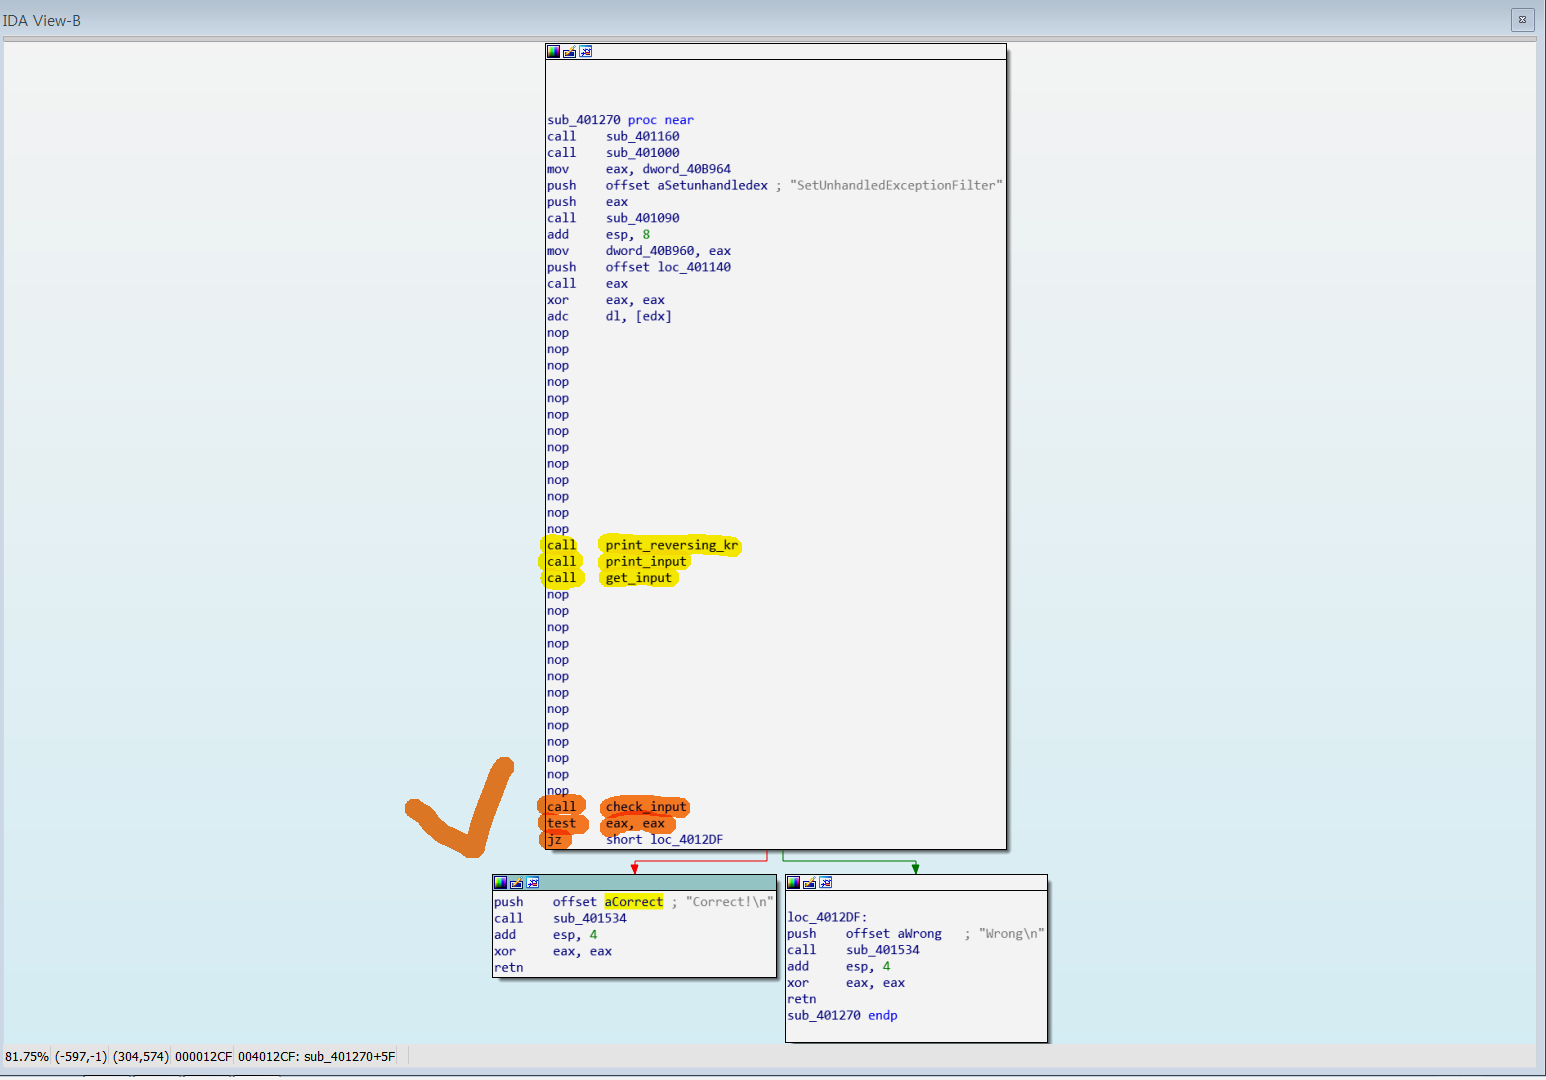 IDA View-B
sub_401270 proc near
call sub_401160
call sub_401000
mov eax, dword_40B964
push offset aSetunhandledex ; "SetUnhandledExceptionFilter"
push eax
call sub_401090
add esp, 8
mov dword_40B960, eax
push offset loc_401140
call eax
xor eax, eax
adc dl, [edx]
nop
nop
nop
nop
nop
nop
nop
nop
nop
nop
nop
nop
nop
call print_reversing_kr
call print_input
call get_input
nop
nop
nop
nop
nop
nop
nop
nop
nop
nop
nop
nop
nop
call check_input
test eax, eax
jz short loc_4012DF
push offset aCorrect ; "Correct!\n"
call sub_401534
add esp, 4
xor eax, eax
retn
loc_4012DF:
push offset aWrong ; "Wrong\n"
call sub_401534
add esp, 4
xor eax, eax
retn
sub_401270 endp
81.75% (-597,-1) (304,574) 000012CF 004012CF: sub_401270+5F